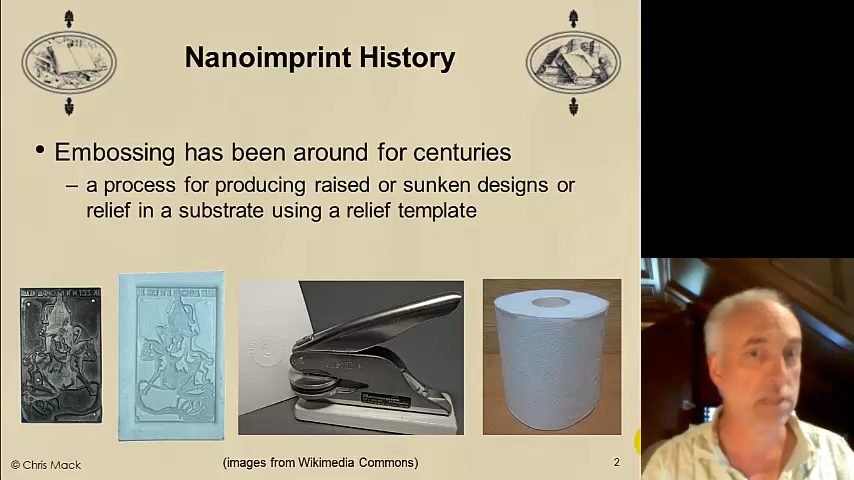 Nanoimprint History
• Embossing has been around for centuries
– a process for producing raised or sunken designs or
relief in a substrate using a relief template
© Chris Mack
(images from Wikimedia Commons)
2